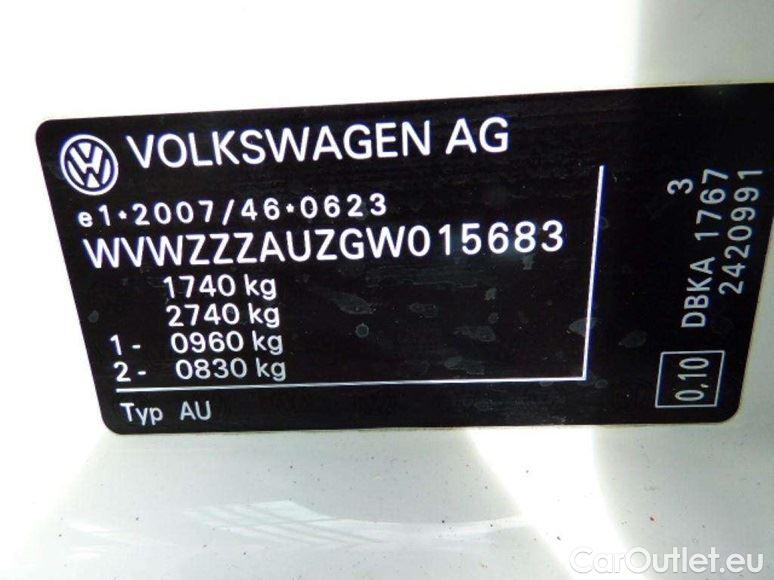 VOLKSWAGEN AG
e1*2007/46*0623
WVWZZZAUZGW015683
1740 kg
2740 kg
1 - 0960 kg
2 - 0830 kg
Typ AU
3
DBKA 1767
2420991
0,10
CarOutlet.eu